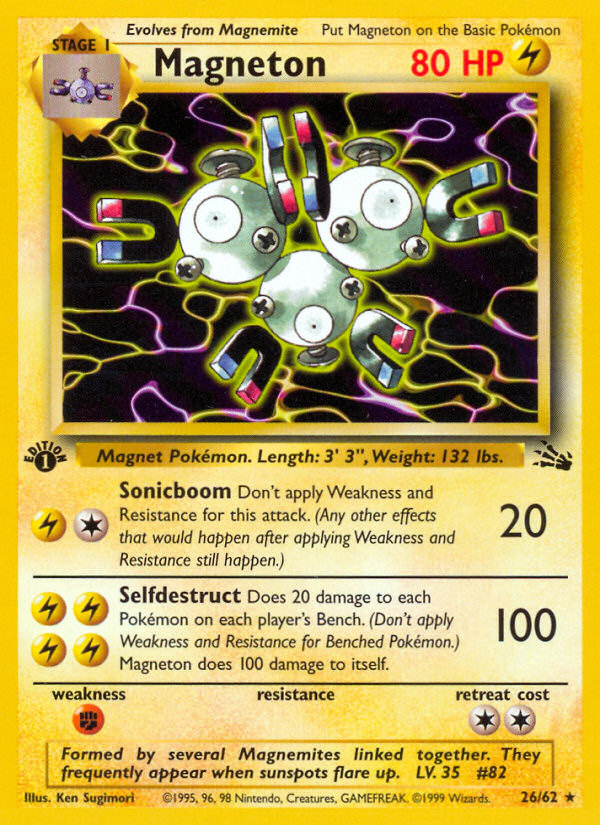 Evolves from Magnemite Put Magneton on the Basic Pokémon
STAGE 1
Magneton 80 HP
EDITION
1
Magnet Pokémon. Length: 3' 3", Weight: 132 lbs.
Sonicboom Don't apply Weakness and
Resistance for this attack. (Any other effects
that would happen after applying Weakness and
Resistance still happen.)
20
Selfdestruct Does 20 damage to each
Pokémon on each player's Bench. (Don't apply
Weakness and Resistance for Benched Pokémon.)
Magneton does 100 damage to itself.
100
weakness resistance retreat cost
Formed by several Magnemites linked together. They
frequently appear when sunspots flare up. LV. 35 #82
Illus. Ken Sugimori ©1995, 96, 98 Nintendo, Creatures, GAMEFREAK. ©1999 Wizards. 26/62 ★